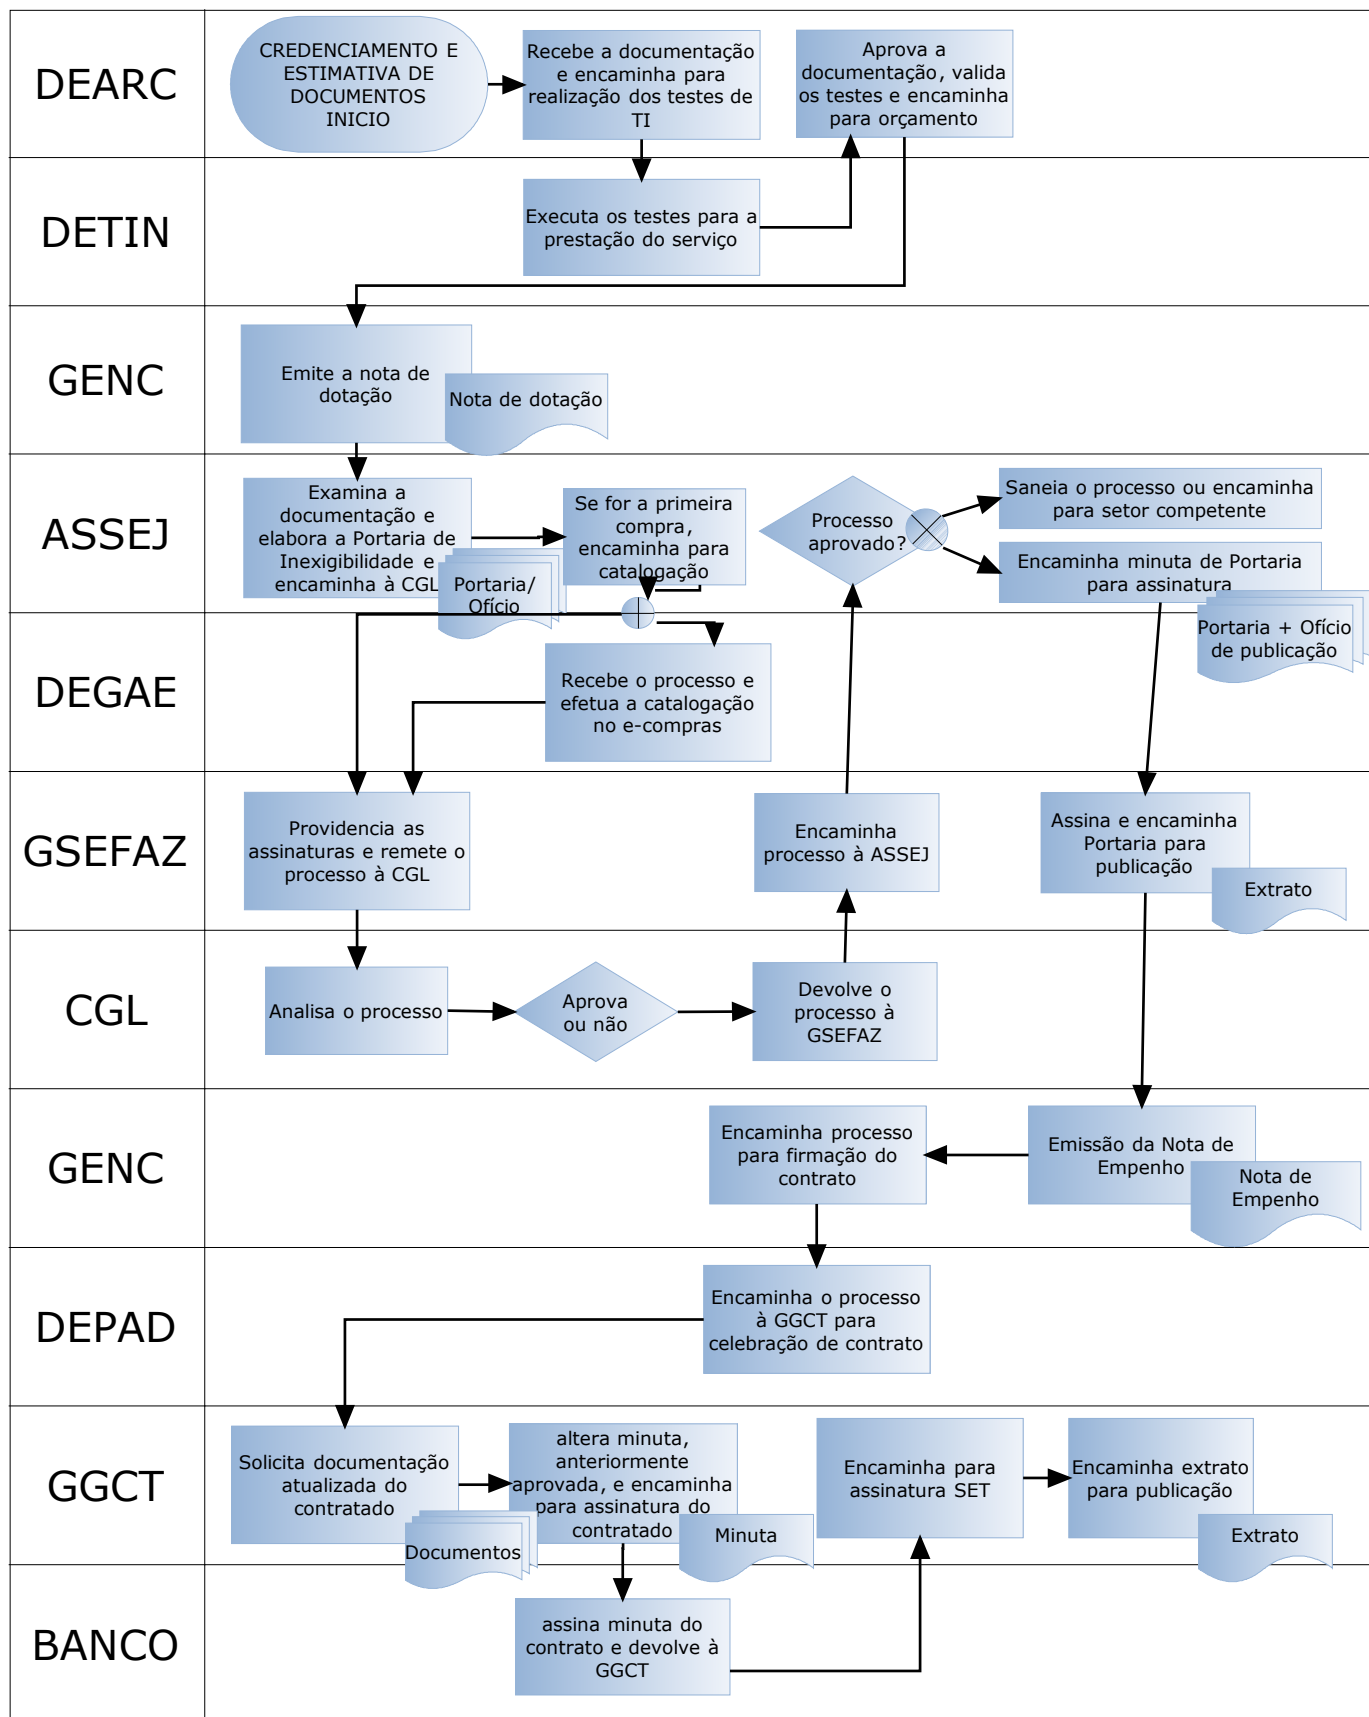 DEARC
CREDENCIAMENTO E
ESTIMATIVA DE
DOCUMENTOS
INICIO
Recebe a documentação
e encaminha para
realização dos testes de
TI
Aprova a
documentação, valida
os testes e encaminha
para orçamento
DETIN
Executa os testes para a
prestação do serviço
GENC
Emite a nota de
dotação
Nota de dotação
ASSEJ
Examina a
documentação e
elabora a Portaria de
Inexigibilidade e
encaminha à CGL
Portaria/
Ofício
Se for a primeira
compra,
encaminha para
catalogação
Processo
aprovado?
Saneia o processo ou encaminha
para setor competente
Encaminha minuta de Portaria
para assinatura
Portaria + Ofício
de publicação
DEGAE
Recebe o processo e
efetua a catalogação
no e-compras
GSEFAZ
Providencia as
assinaturas e remete o
processo à CGL
Encaminha
processo à ASSEJ
Assina e encaminha
Portaria para
publicação
Extrato
CGL
Analisa o processo
Aprova
ou não
Devolve o
processo à
GSEFAZ
GENC
Encaminha processo
para firmação do
contrato
Emissão da Nota de
Empenho
Nota de
Empenho
DEPAD
Encaminha o processo
à GGCT para
celebração de contrato
GGCT
Solicita documentação
atualizada do
contratado
Documentos
altera minuta,
anteriormente
aprovada, e encaminha
para assinatura do
contratado
Minuta
Encaminha para
assinatura SET
Encaminha extrato
para publicação
Extrato
BANCO
assina minuta do
contrato e devolve à
GGCT